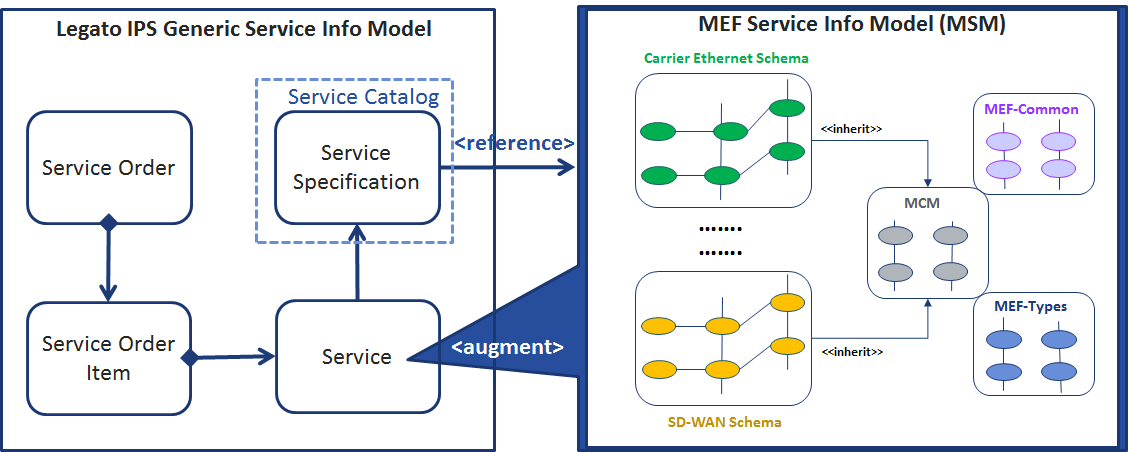 Legato IPS Generic Service Info Model
Service Catalog
Service Order
Service
Specification
<reference>
Service Order
Item
Service
<augment>
MEF Service Info Model (MSM)
Carrier Ethernet Schema
<<inherit>>
MEF-Common
MCM
.......
.......
MEF-Types
<<inherit>>
SD-WAN Schema